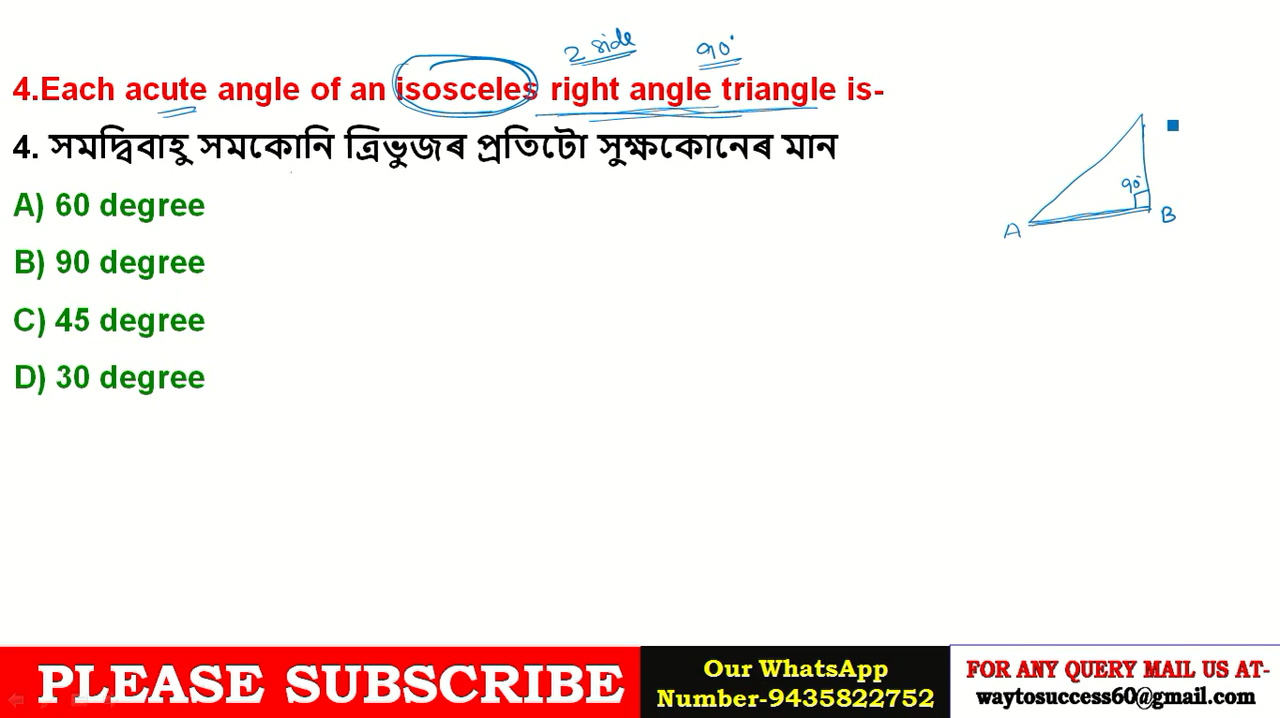 2 side 90°
4.Each acute angle of an isosceles right angle triangle is-
4. সমদ্বিবাহু সমকোনি ত্ৰিভুজৰ প্ৰতিটো সুক্ষকোনেৰ মান
A) 60 degree
B) 90 degree
C) 45 degree
D) 30 degree
90°
A B
PLEASE SUBSCRIBE
Our WhatsApp
Number-9435822752
FOR ANY QUERY MAIL US AT-
waytosuccess60@gmail.com